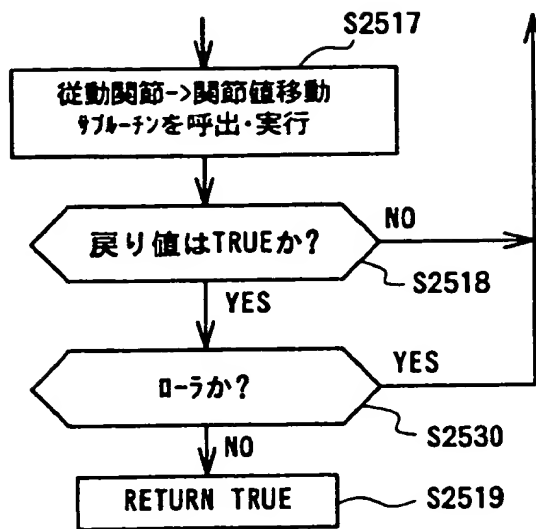 S2517
従動関節->関節値移動
ｻﾌﾞﾙｰﾁﾝを呼出・実行
戻り値はTRUEか?
NO
S2518
YES
ﾛｰﾗか?
YES
S2530
NO
RETURN TRUE
S2519